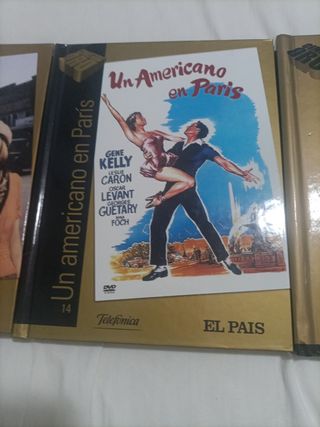 14 Un americano en París
Un Americano
en Paris
GENE
KELLY
LESLIE
CARON
OSCAR
LEVANT
GEORGES
GUETARY
NINA
FOCH
DVD
Telefónica
EL PAIS